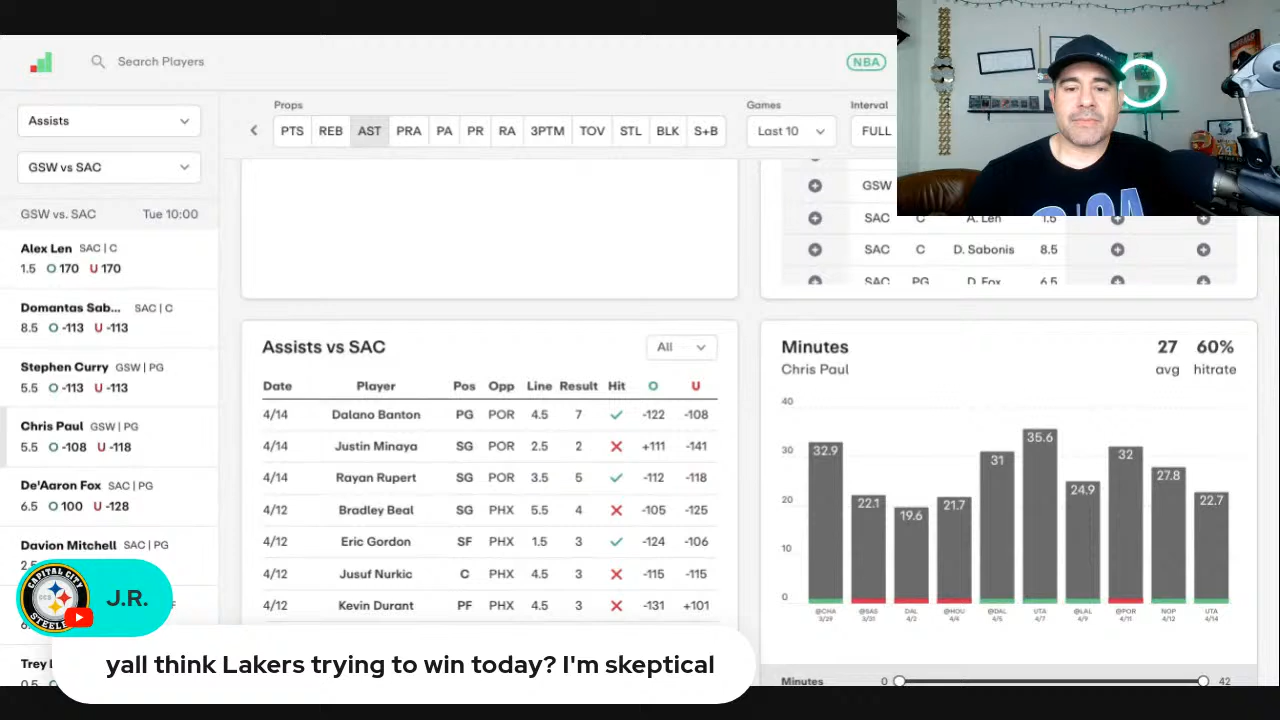 Search Players
NBA
Assists
GSW vs SAC
GSW vs. SAC Tue 10:00
Alex Len SAC | C
1.5 O 170 U 170
Domantas Sab... SAC | C
8.5 O -113 U -113
Stephen Curry GSW | PG
5.5 O -113 U -113
Chris Paul GSW | PG
5.5 O -108 U -118
De'Aaron Fox SAC | PG
6.5 O 100 U -128
Davion Mitchell SAC | PG
Props
PTS REB AST PRA PA PR RA 3PTM TOV STL BLK S+B
Games
Last 10
Interval
FULL
GSW
SAC C A. Len 1.5
SAC C D. Sabonis 8.5
SAC PG D. Fox 6.5
Assists vs SAC
All
Date Player Pos Opp Line Result Hit O U
4/14 Dalano Banton PG POR 4.5 7 -122 -108
4/14 Justin Minaya SG POR 2.5 2 +111 -141
4/14 Rayan Rupert SG POR 3.5 5 -112 -118
4/12 Bradley Beal SG PHX 5.5 4 -105 -125
4/12 Eric Gordon SF PHX 1.5 3 -124 -106
4/12 Jusuf Nurkic C PHX 4.5 3 -115 -115
4/12 Kevin Durant PF PHX 4.5 3 -131 +101
Minutes
Chris Paul
27 60%
avg hitrate
40
30
20
10
0
32.9 22.1 19.6 21.7 31 35.6 24.9 32 27.8 22.7
@CHA @SAS DAL @HOU @DAL UTA @LAL @POR NOP UTA
3/29 3/31 4/2 4/4 4/5 4/7 4/9 4/11 4/12 4/14
Minutes 0 42
CAPITAL CITY
J.R.
yall think Lakers trying to win today? I'm skeptical